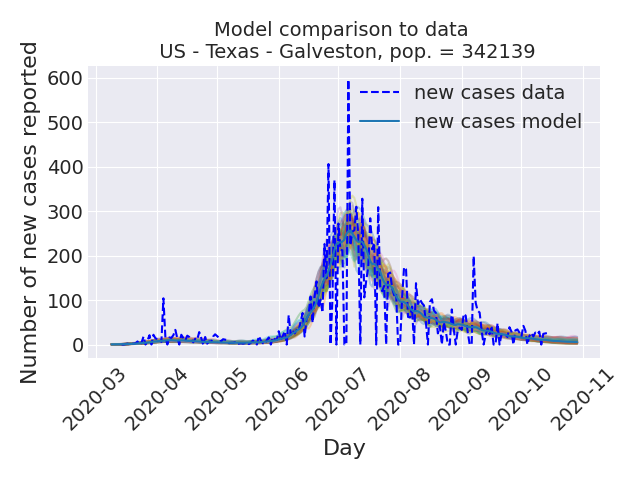 Model comparison to data
US - Texas - Galveston, pop. = 342139
Number of new cases reported
600
500
400
300
200
100
0
new cases data
new cases model
2020-03
2020-04
2020-05
2020-06
2020-07
2020-08
2020-09
2020-10
2020-11
Day